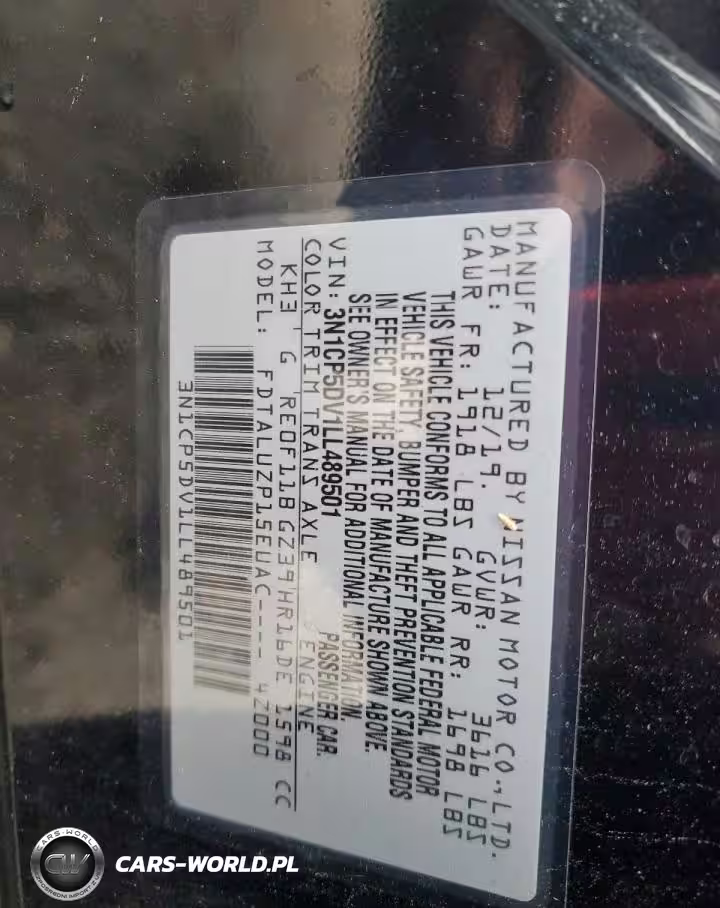 MANUFACTURED BY NISSAN MOTOR CO., LTD.
DATE: 12/19. GVWR: 3616 LBS
GAWR FR: 1918 LBS GAWR RR: 1698 LBS
THIS VEHICLE CONFORMS TO ALL APPLICABLE FEDERAL MOTOR
VEHICLE SAFETY, BUMPER AND THEFT PREVENTION STANDARDS
IN EFFECT ON THE DATE OF MANUFACTURE SHOWN ABOVE.
SEE OWNER'S MANUAL FOR ADDITIONAL INFORMATION.
VIN: 3N1CP5DV1LL489501 PASSENGER CAR.
COLOR TRIM TRANS AXLE ENGINE
KH3 ' G 'RE0F11B GZ39 HR16DE 1598 CC
MODEL: FDTALUZP15EUAC---- 42000
3N1CP5DV1LL489501
CARS-WORLD
CW
CARS-WORLD.PL